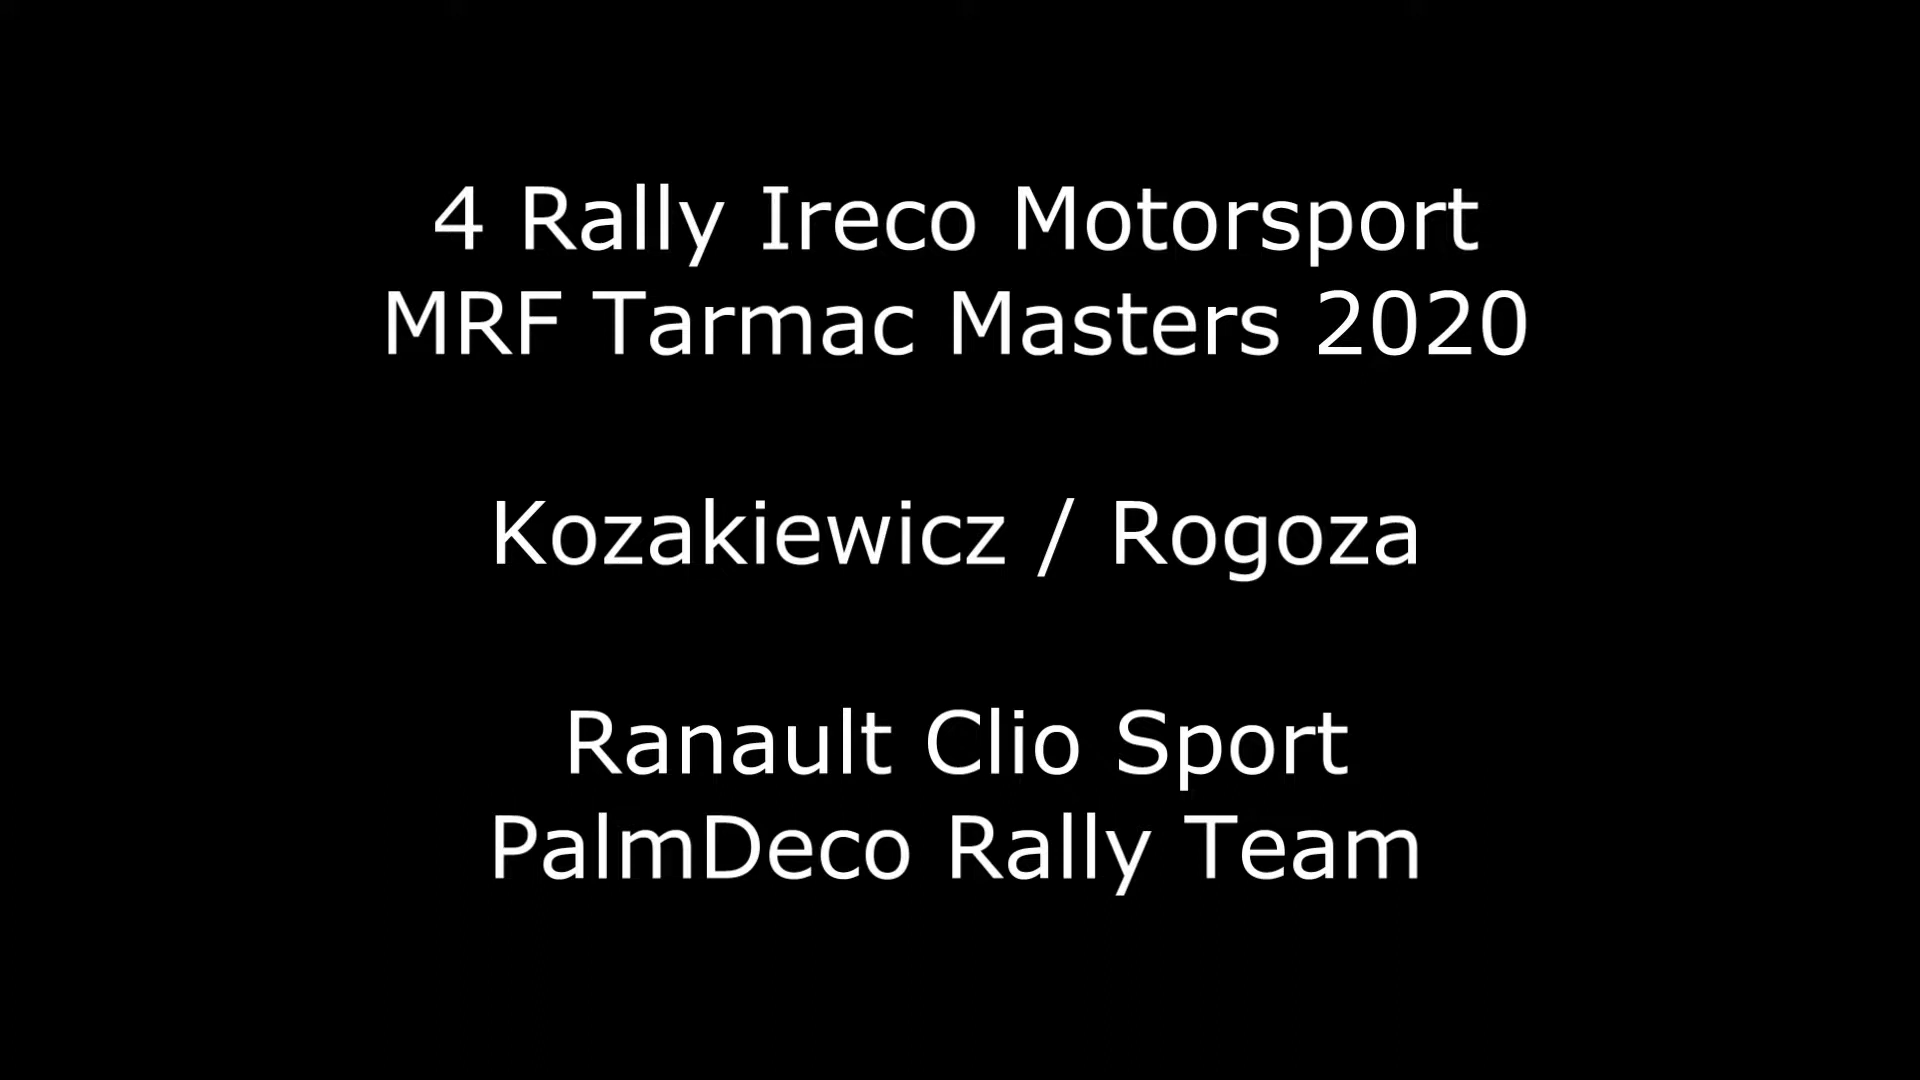 4 Rally Ireco Motorsport
MRF Tarmac Masters 2020
Kozakiewicz / Rogoza
Ranault Clio Sport
PalmDeco Rally Team